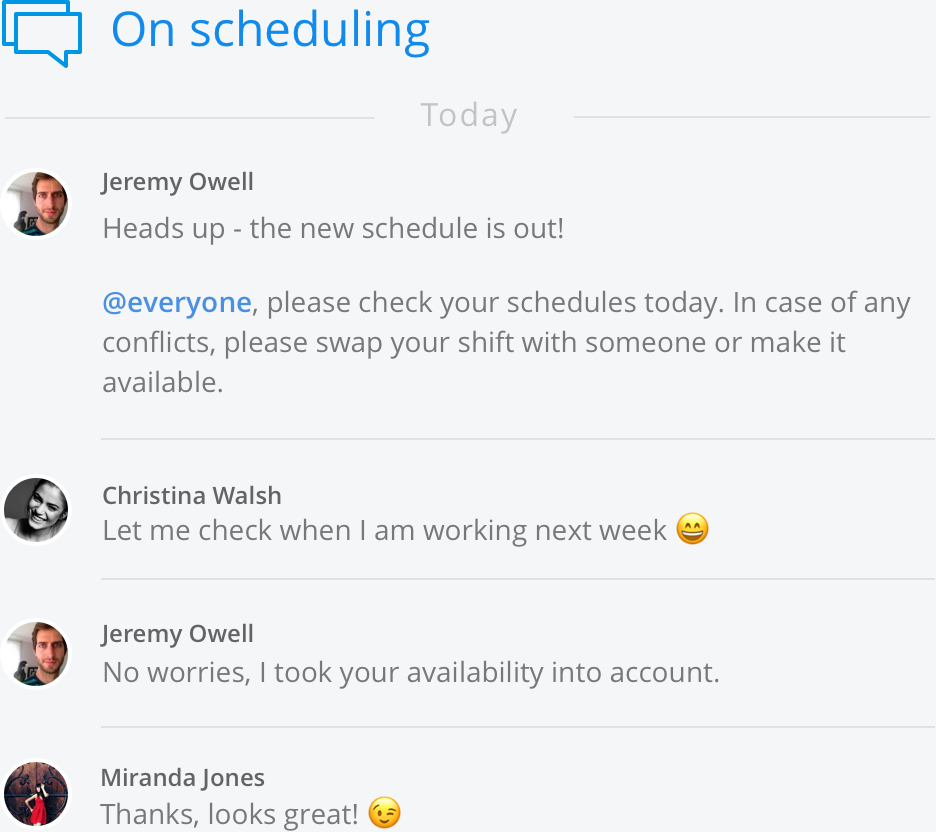 On scheduling
Today
Jeremy Owell
Heads up - the new schedule is out!
@everyone, please check your schedules today. In case of any
conflicts, please swap your shift with someone or make it
available.
Christina Walsh
Let me check when I am working next week 😄
Jeremy Owell
No worries, I took your availability into account.
Miranda Jones
Thanks, looks great! 😉